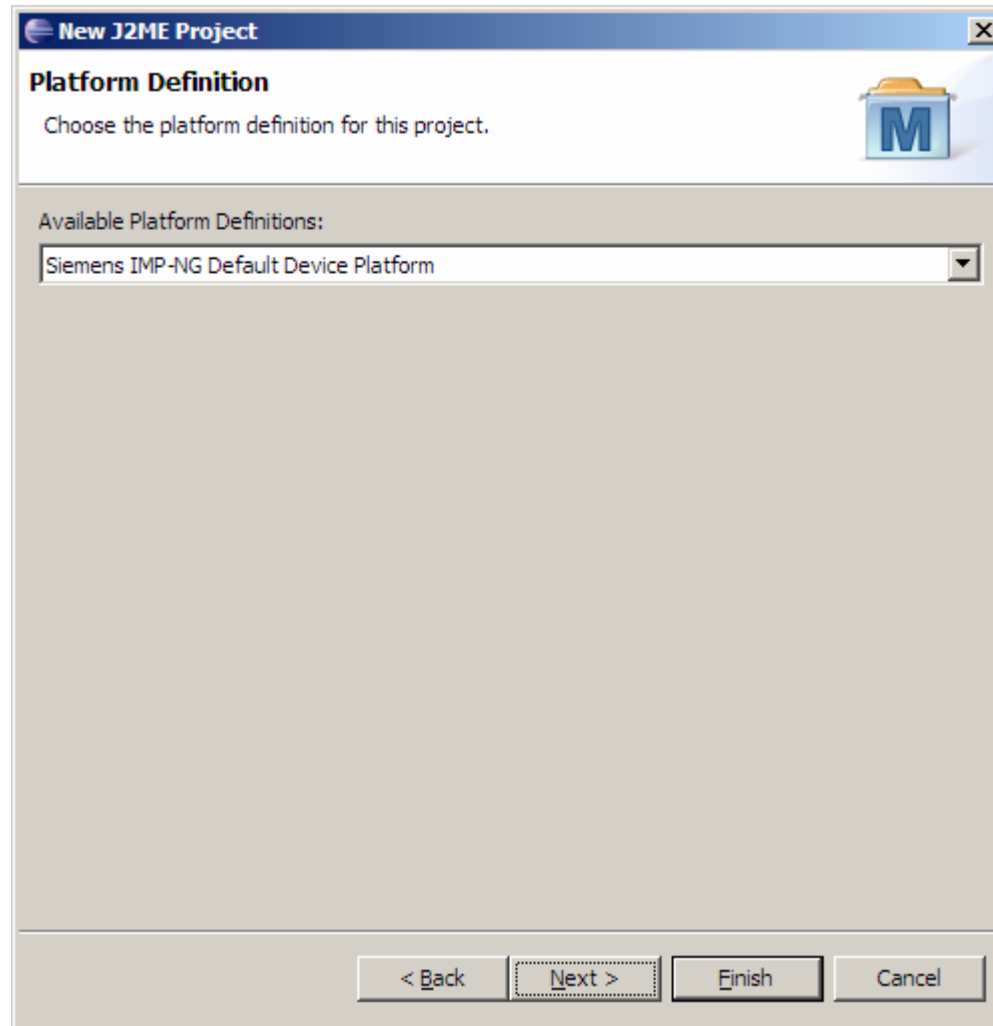 New J2ME Project
Platform Definition
Choose the platform definition for this project.
M
Available Platform Definitions:
Siemens IMP-NG Default Device Platform
< Back
Next >
Finish
Cancel